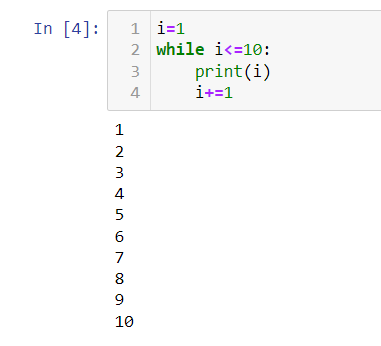 In [4]:
1 i=1
2 while i<=10:
3     print(i)
4     i+=1
1
2
3
4
5
6
7
8
9
10